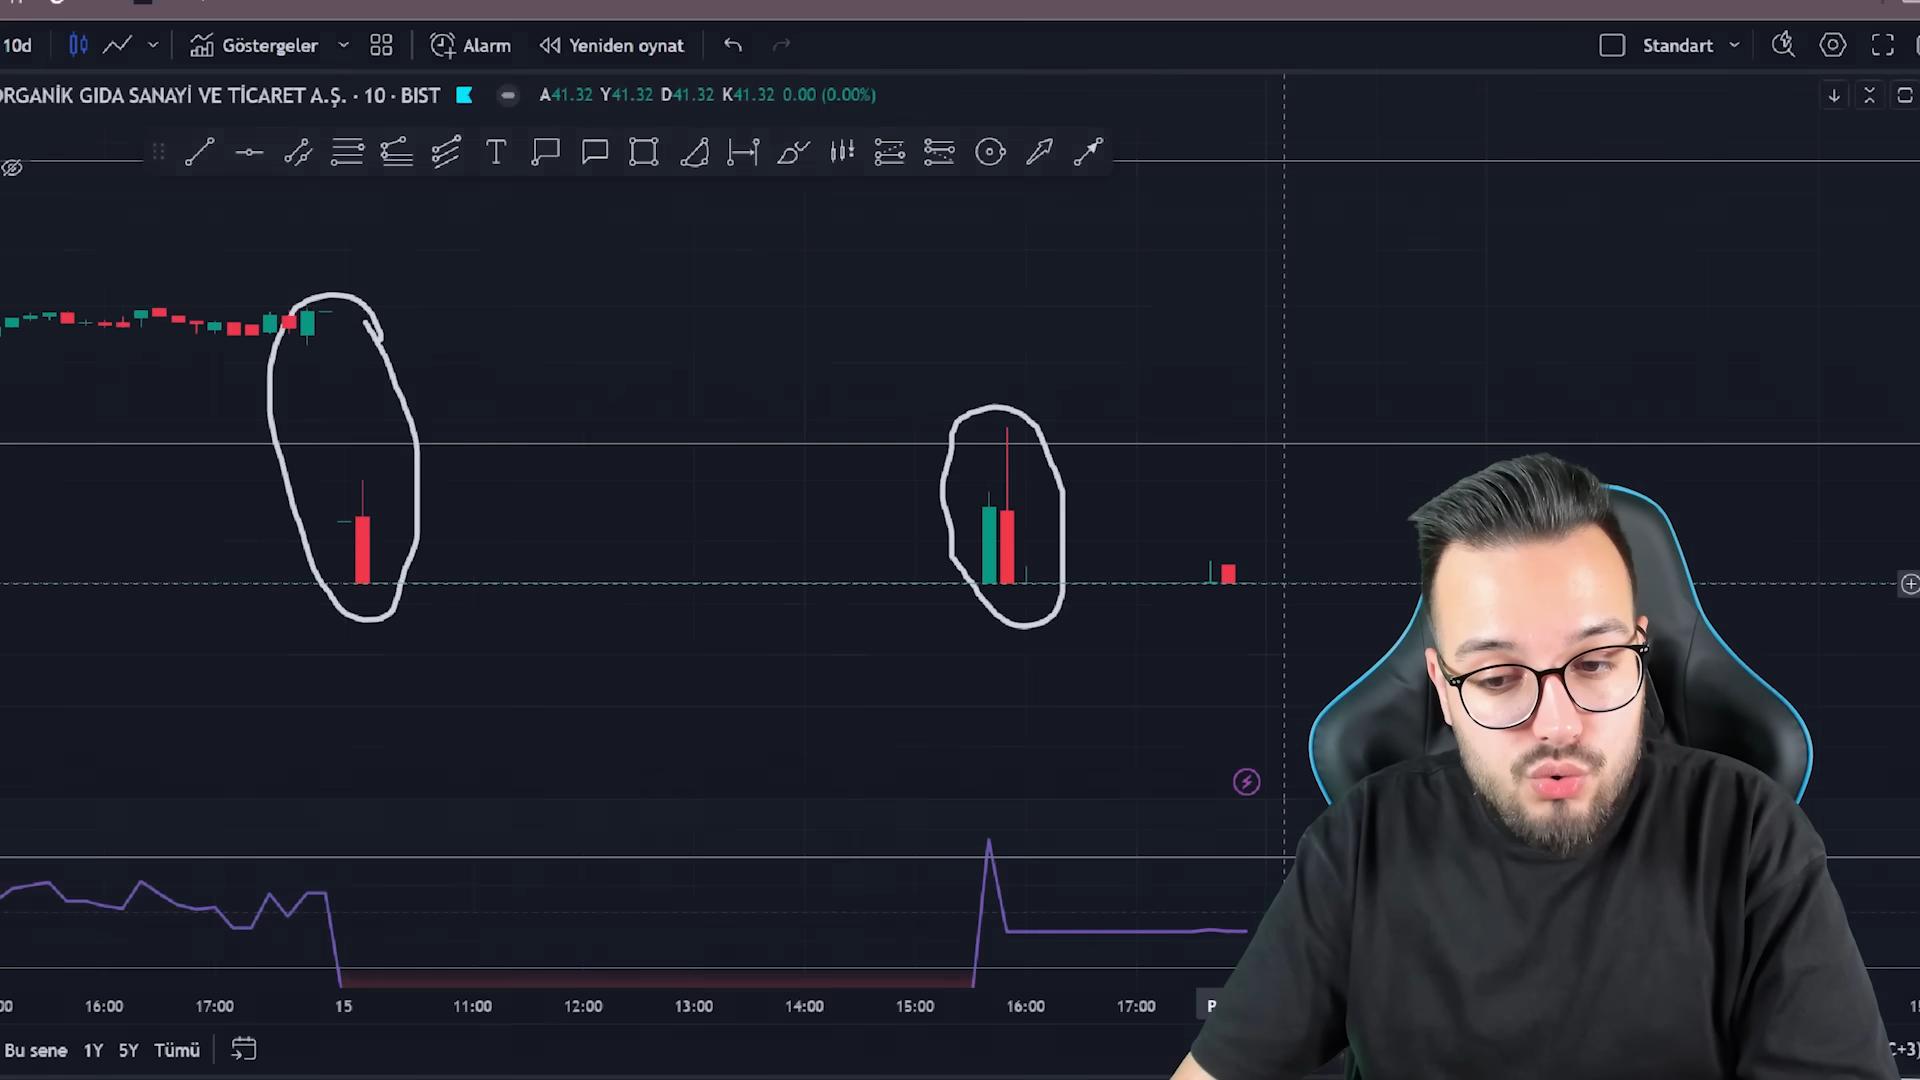 10d Göstergeler Alarm Yeniden oynat Standart
ORGANİK GIDA SANAYİ VE TİCARET A.Ş. · 10 · BIST A41.32 Y41.32 D41.32 K41.32 0.00 (0.00%)
T
16:00 17:00 15 11:00 12:00 13:00 14:00 15:00 16:00 17:00
Bu sene 1Y 5Y Tümü